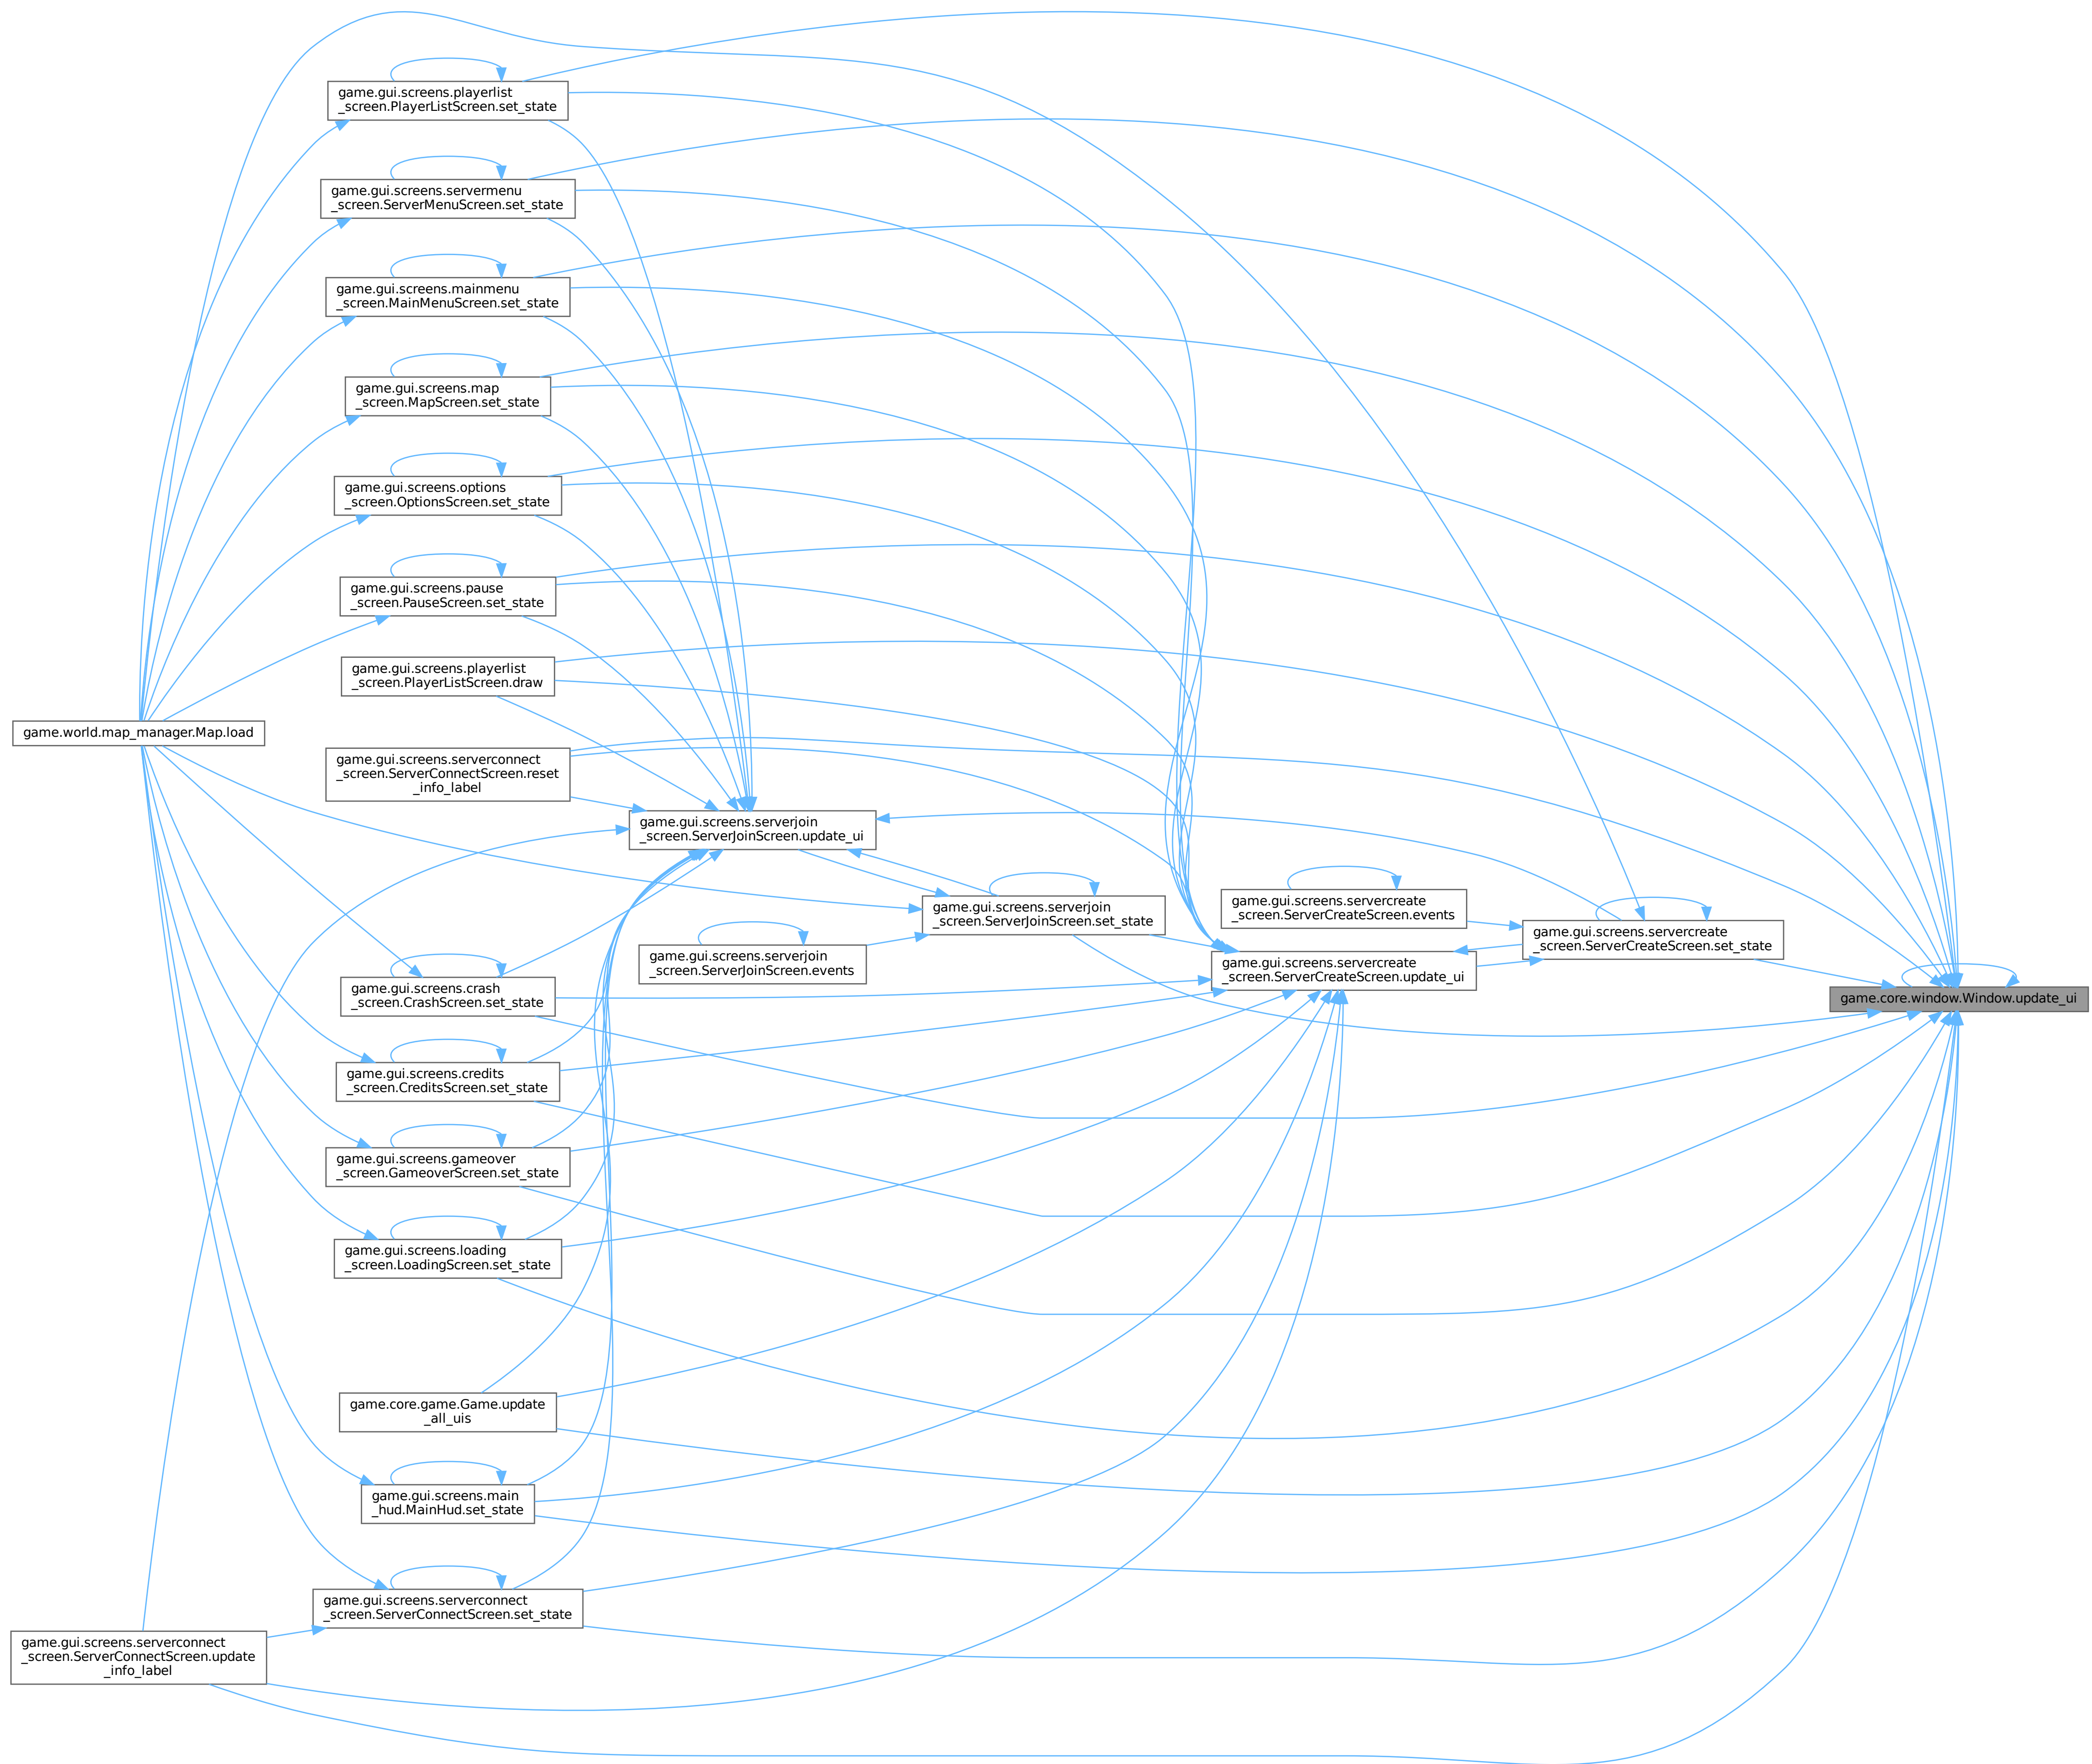 game.gui.screens.playerlist
_screen.PlayerListScreen.set_state
game.gui.screens.servermenu
_screen.ServerMenuScreen.set_state
game.gui.screens.mainmenu
_screen.MainMenuScreen.set_state
game.gui.screens.map
_screen.MapScreen.set_state
game.gui.screens.options
_screen.OptionsScreen.set_state
game.gui.screens.pause
_screen.PauseScreen.set_state
game.gui.screens.playerlist
_screen.PlayerListScreen.draw
game.world.map_manager.Map.load
game.gui.screens.serverconnect
_screen.ServerConnectScreen.reset
_info_label
game.gui.screens.serverjoin
_screen.ServerJoinScreen.update_ui
game.gui.screens.serverjoin
_screen.ServerJoinScreen.set_state
game.gui.screens.serverjoin
_screen.ServerJoinScreen.events
game.gui.screens.servercreate
_screen.ServerCreateScreen.events
game.gui.screens.servercreate
_screen.ServerCreateScreen.set_state
game.gui.screens.servercreate
_screen.ServerCreateScreen.update_ui
game.core.window.Window.update_ui
game.gui.screens.crash
_screen.CrashScreen.set_state
game.gui.screens.credits
_screen.CreditsScreen.set_state
game.gui.screens.gameover
_screen.GameoverScreen.set_state
game.gui.screens.loading
_screen.LoadingScreen.set_state
game.core.game.Game.update
_all_uis
game.gui.screens.main
_hud.MainHud.set_state
game.gui.screens.serverconnect
_screen.ServerConnectScreen.set_state
game.gui.screens.serverconnect
_screen.ServerConnectScreen.update
_info_label